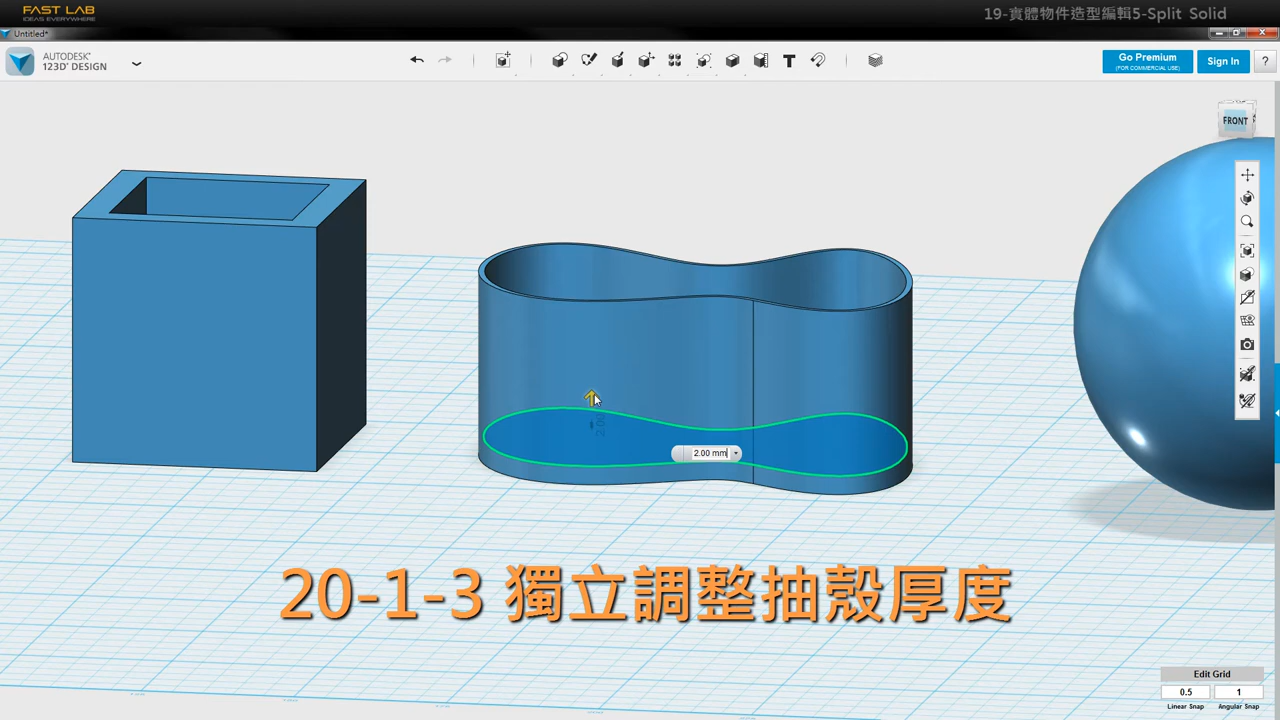 FAST LAB
IDEAS EVERYWHERE
19-實體物件造型編輯5-Split Solid
Untitled*
AUTODESK®
123D® DESIGN
T
Go Premium
(FOR COMMERCIAL USE)
Sign In
?
FRONT
2.00
2.00 mm
20-1-3 獨立調整抽殼厚度
Edit Grid
0.5
1
Linear Snap
Angular Snap